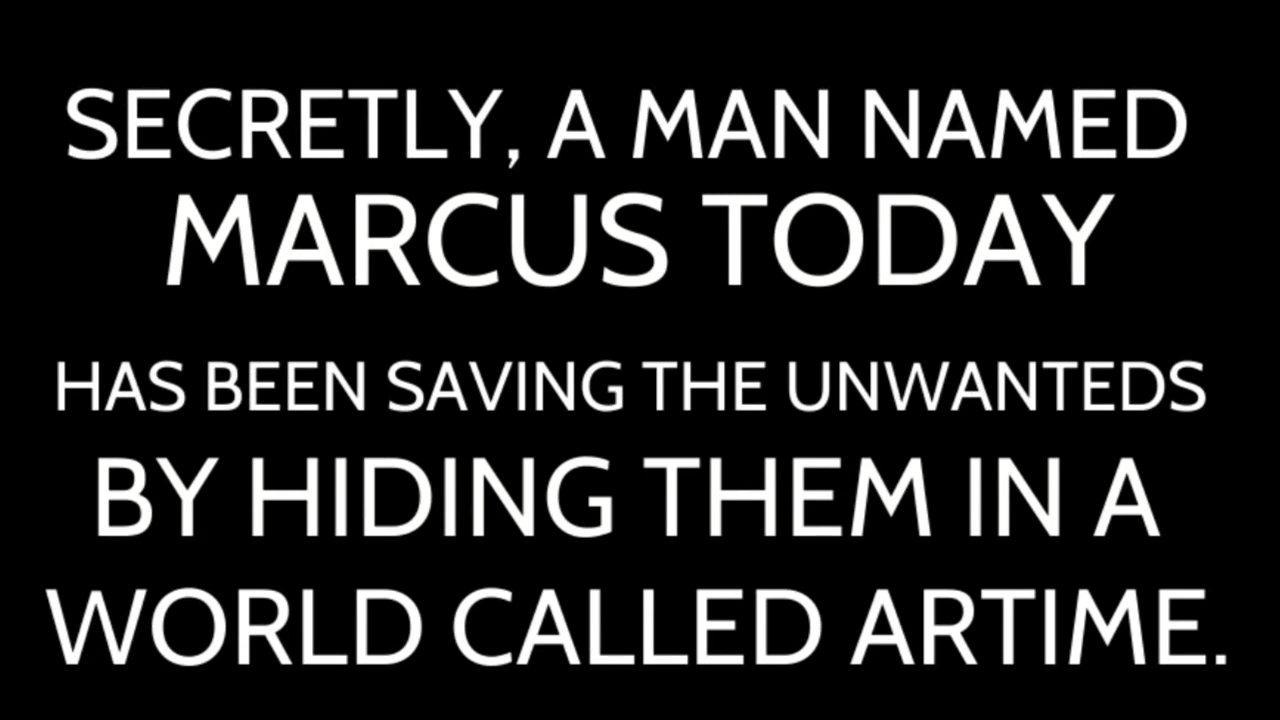 SECRETLY, A MAN NAMED
MARCUS TODAY
HAS BEEN SAVING THE UNWANTEDS
BY HIDING THEM IN A
WORLD CALLED ARTIME.